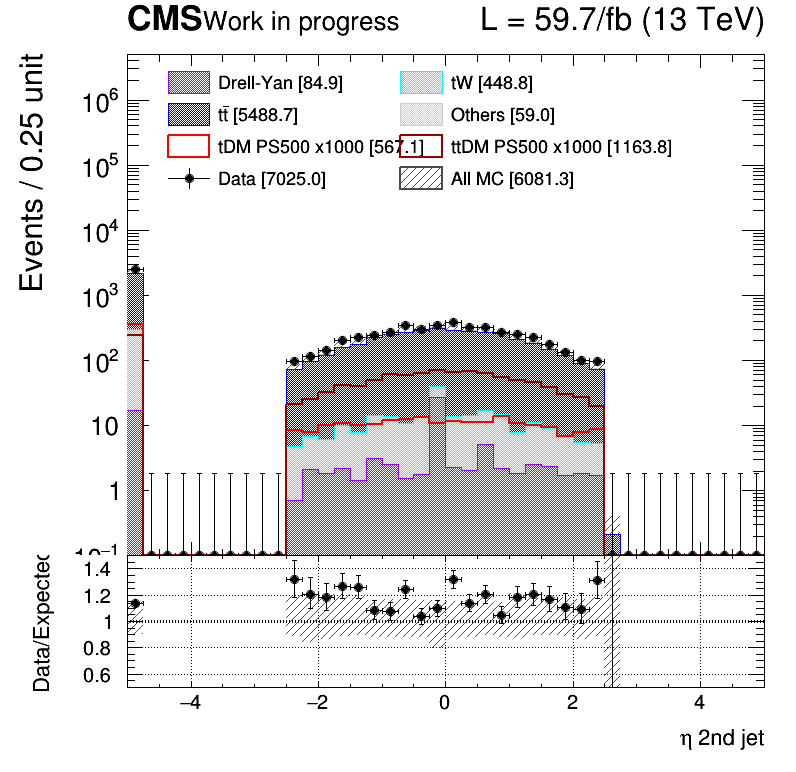 CMS Work in progress L = 59.7/fb (13 TeV)
Events / 0.25 unit
Drell-Yan [84.9] tW [448.8]
tt̄ [5488.7] Others [59.0]
tDM PS500 x1000 [567.1] ttDM PS500 x1000 [1163.8]
Data [7025.0] All MC [6081.3]
10⁶
10⁵
10⁴
10³
10²
10
1
10⁻¹
Data/Expected
1.4
1.2
1
0.8
0.6
−4 −2 0 2 4
η 2nd jet